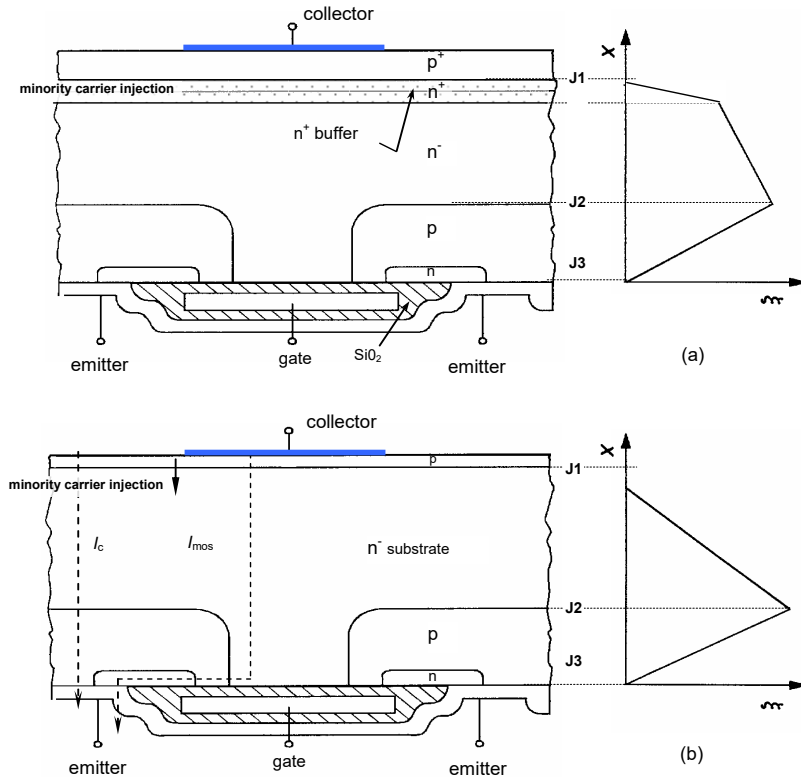 collector
p+
J1
minority carrier injection
n+
n+ buffer
n-
J2
p
J3
n
SiO2
emitter
gate
emitter
x
ξ
(a)
collector
p
J1
minority carrier injection
Ic
Imos
n- substrate
J2
p
J3
n
emitter
gate
emitter
x
ξ
(b)